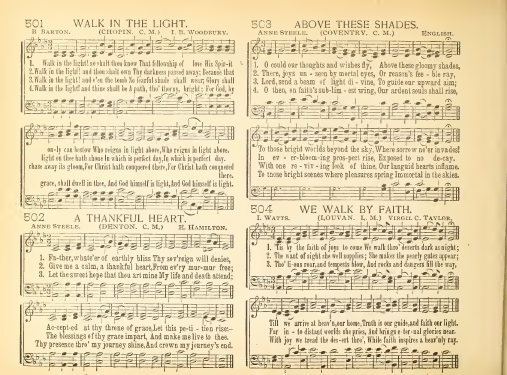 501 WALK IN THE LIGHT.
B BARTON. (CHOPIN. C. M.) I. B. WOODBURY.
1. Walk in the light! so shalt thou know That fellowship of love His Spir-it
2. Walk in the light! and thou shalt own Thy darkness passed away; Because that
3. Walk in the light! and e'en the tomb No fearful shade shall wear; Glory shall
4. Walk in the light! and thine shall be A path, tho' thorny, bright: For God, by
on-ly can bestow Who reigns in light above, Who reigns in light above.
light on thee hath shone In which is perfect day, In which is perfect day.
chase away its gloom, For Christ hath conquered there, For Christ hath conquered
there.
grace, shall dwell in thee, And God himself is light, And God himself is light.
502 A THANKFUL HEART.
ANNE STEELE. (DENTON. C. M.) E. HAMILTON.
1. Fa-ther, whate'er of earthly bliss Thy sov'reign will denies,
2. Give me a calm, a thankful heart, From ev'ry mur-mur free;
3. Let the sweet hope that thou art mine My life and death attend;
Ac-cept-ed at thy throne of grace, Let this pe-ti-tion rise—
The blessings of thy grace impart, And make me live to thee.
Thy presence thro' my journey shine, And crown my journey's end.
503 ABOVE THESE SHADES.
ANNE STEELE. (COVENTRY. C. M.) ENGLISH.
1. O could our thoughts and wishes fly, Above these gloomy shades,
2. There, joys un-seen by mortal eyes, Or reason's fee-ble ray,
3. Lord, send a beam of light di-vine, To guide our upward aim;
4. O then, on faith's sub-lim-est wing, Our ardent souls shall rise,
To those bright worlds beyond the sky, Where sorrow ne'er invades!
In ev-er-bloom-ing pros-pect rise, Exposed to no de-cay.
With one re-viv-ing look of thine, Our languid hearts inflame.
To those bright scenes where pleasures spring Immortal in the skies.
504 WE WALK BY FAITH.
I. WATTS. (LOUVAN. L. M.) VIRGIL C. TAYLOR.
1. 'Tis by the faith of joys to come We walk thro' deserts dark as night;
2. The want of sight she well supplies; She makes the pearly gates appear;
3. Tho' li-ons roar, and tempests blow, And rocks and dangers fill the way,
Till we arrive at heav'n, our home, Truth is our guide, and faith our light.
Far in-to distant worlds she pries, And brings e-ter-nal glories near.
With joy we tread the des-ert thro', While faith inspires a heav'nly ray.